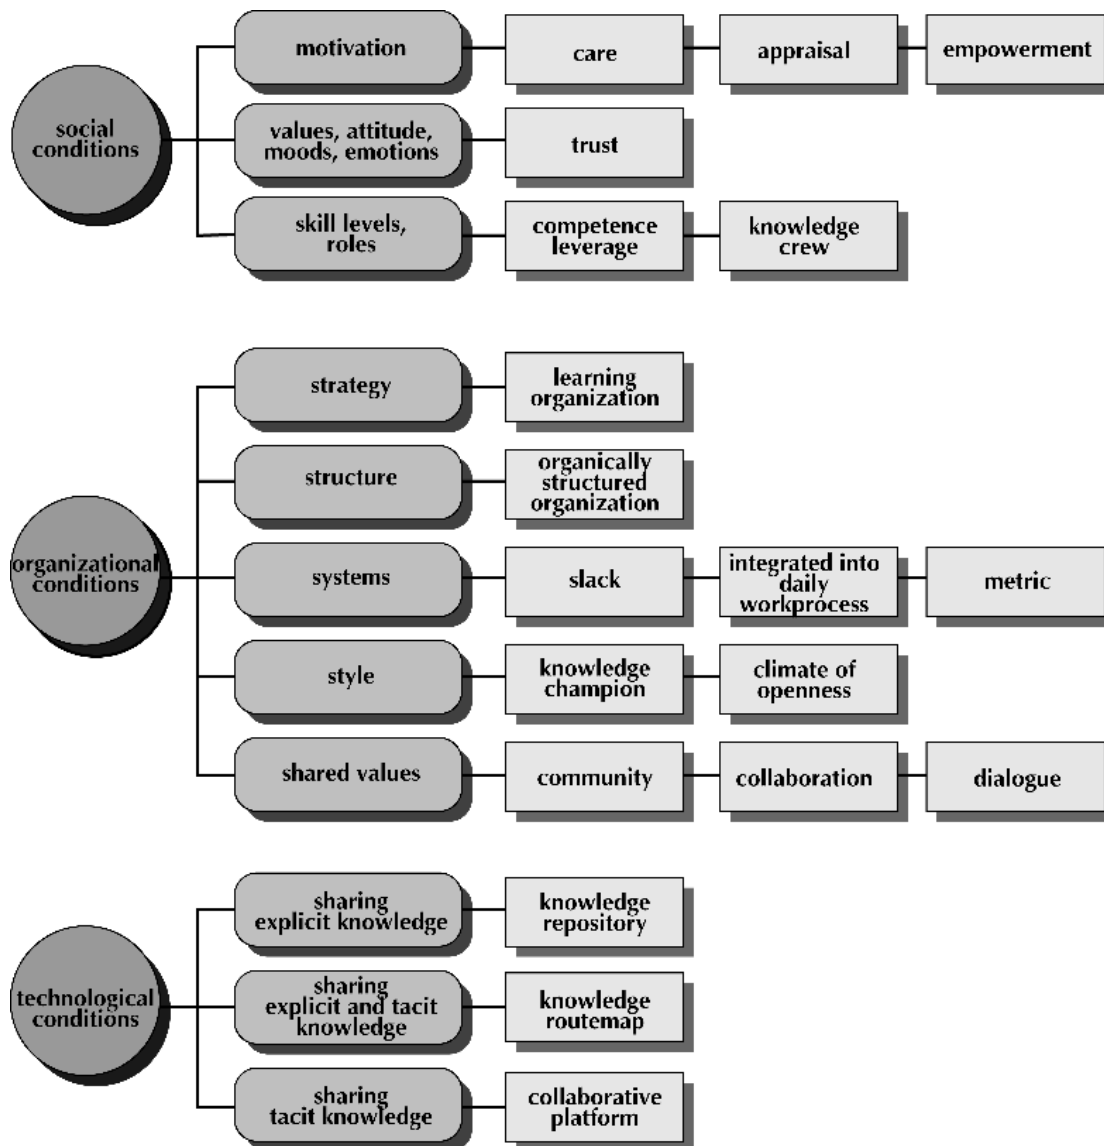 motivation
care
appraisal
empowerment
social
conditions
values, attitude,
moods, emotions
trust
skill levels,
roles
competence
leverage
knowledge
crew
strategy
learning
organization
structure
organically
structured
organization
organizational
conditions
systems
slack
integrated into
daily
workprocess
metric
style
knowledge
champion
climate of
openness
shared values
community
collaboration
dialogue
sharing
explicit knowledge
knowledge
repository
technological
conditions
sharing
explicit and tacit
knowledge
knowledge
routemap
sharing
tacit knowledge
collaborative
platform